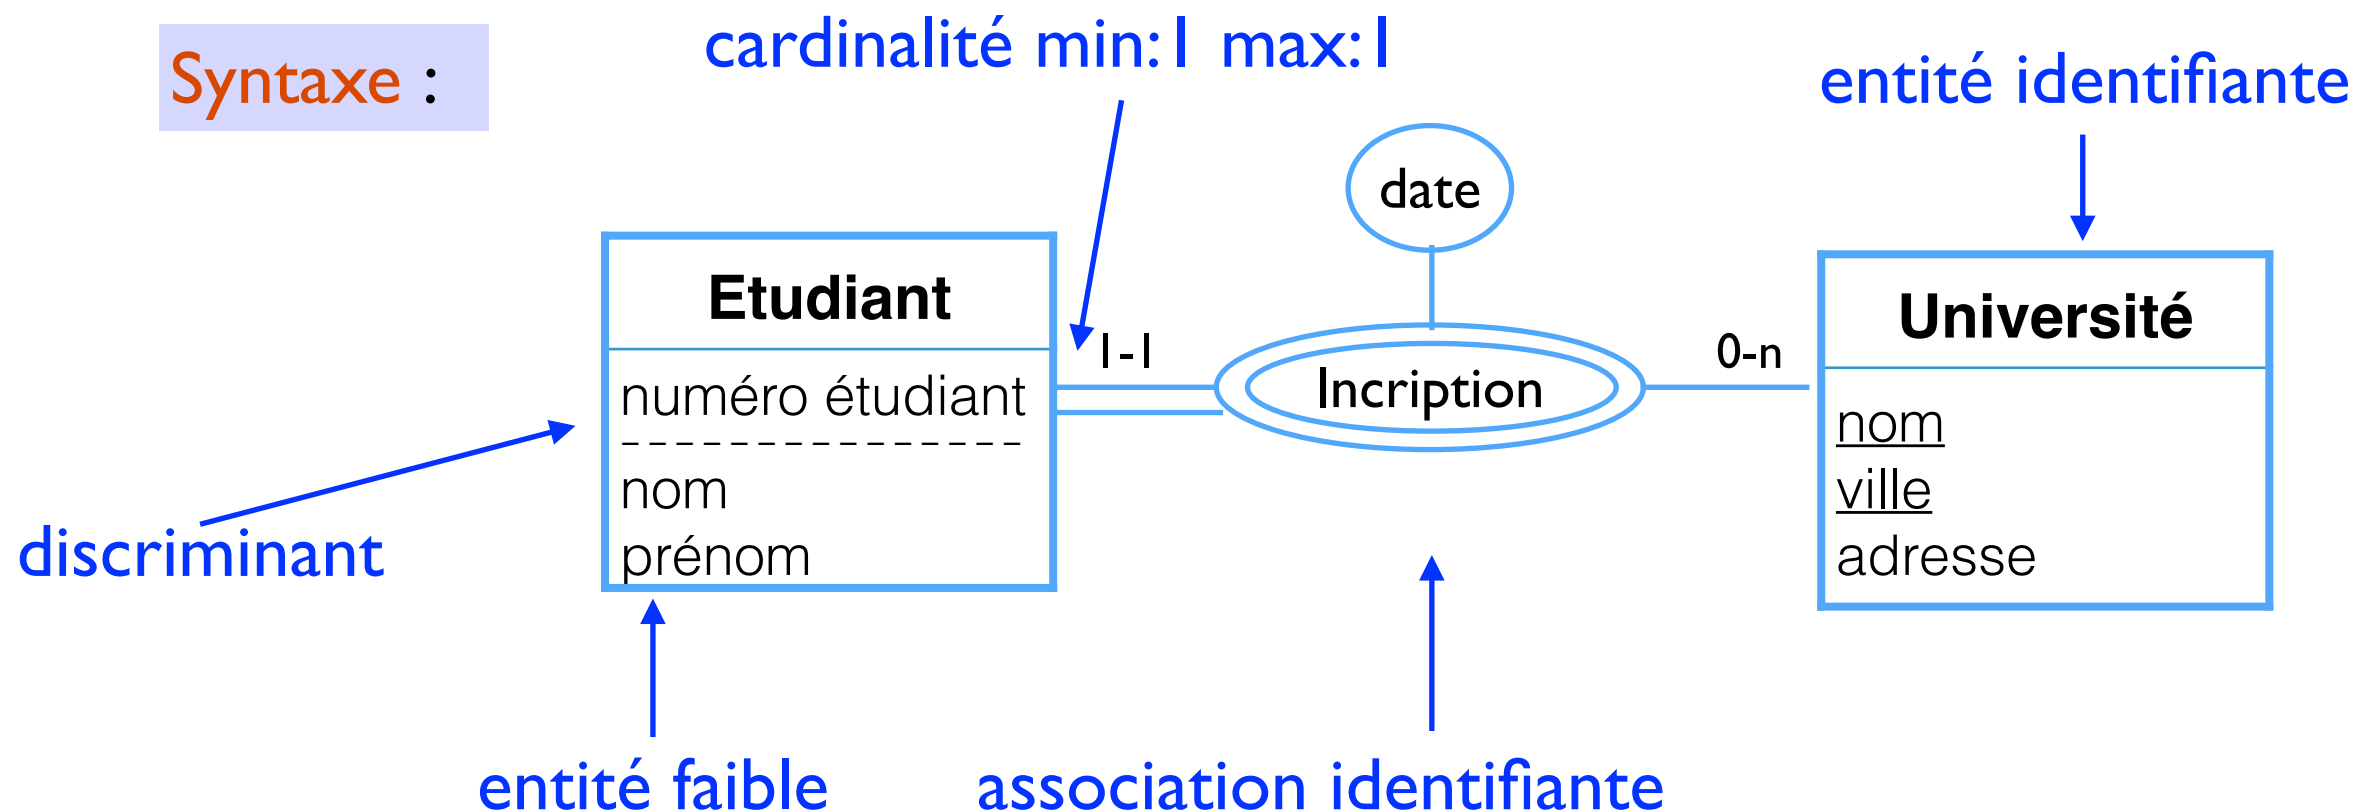 Syntaxe :
cardinalité min:1 max:1
entité identifiante
date
Etudiant
numéro étudiant
nom
prénom
1-1
Incription
0-n
Université
nom
ville
adresse
discriminant
entité faible
association identifiante